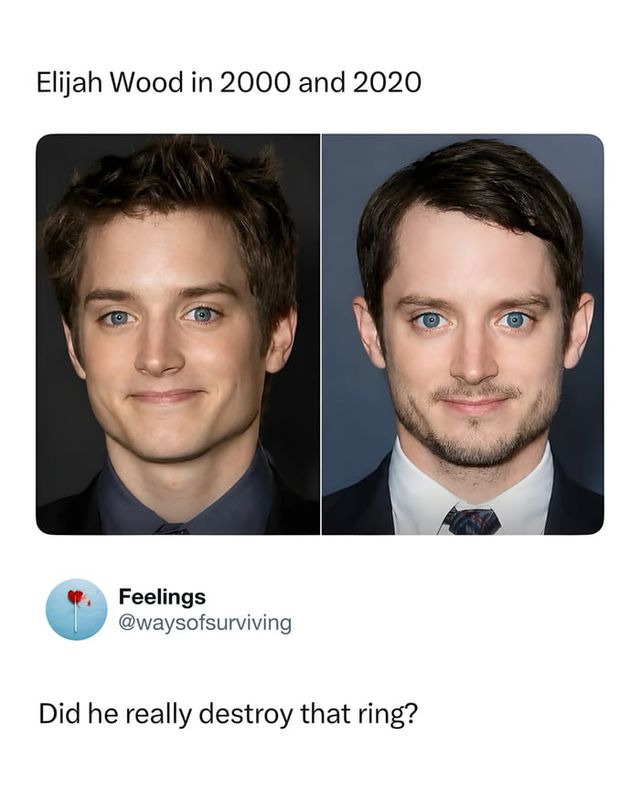 Elijah Wood in 2000 and 2020
Feelings
@waysofsurviving
Did he really destroy that ring?